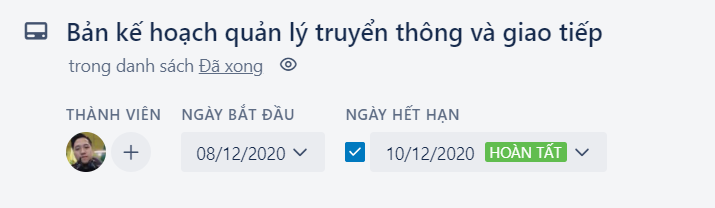 Bản kế hoạch quản lý truyển thông và giao tiếp
trong danh sách Đã xong
THÀNH VIÊN NGÀY BẮT ĐẦU NGÀY HẾT HẠN
08/12/2020 10/12/2020 HOÀN TẤT